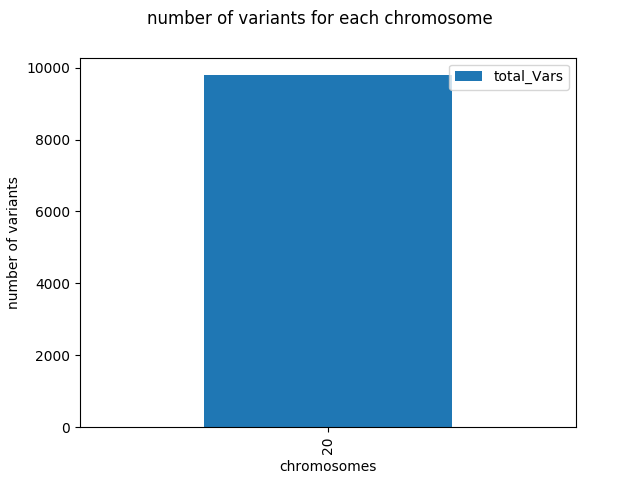 number of variants for each chromosome
total_Vars
10000
8000
6000
4000
2000
0
number of variants
20
chromosomes